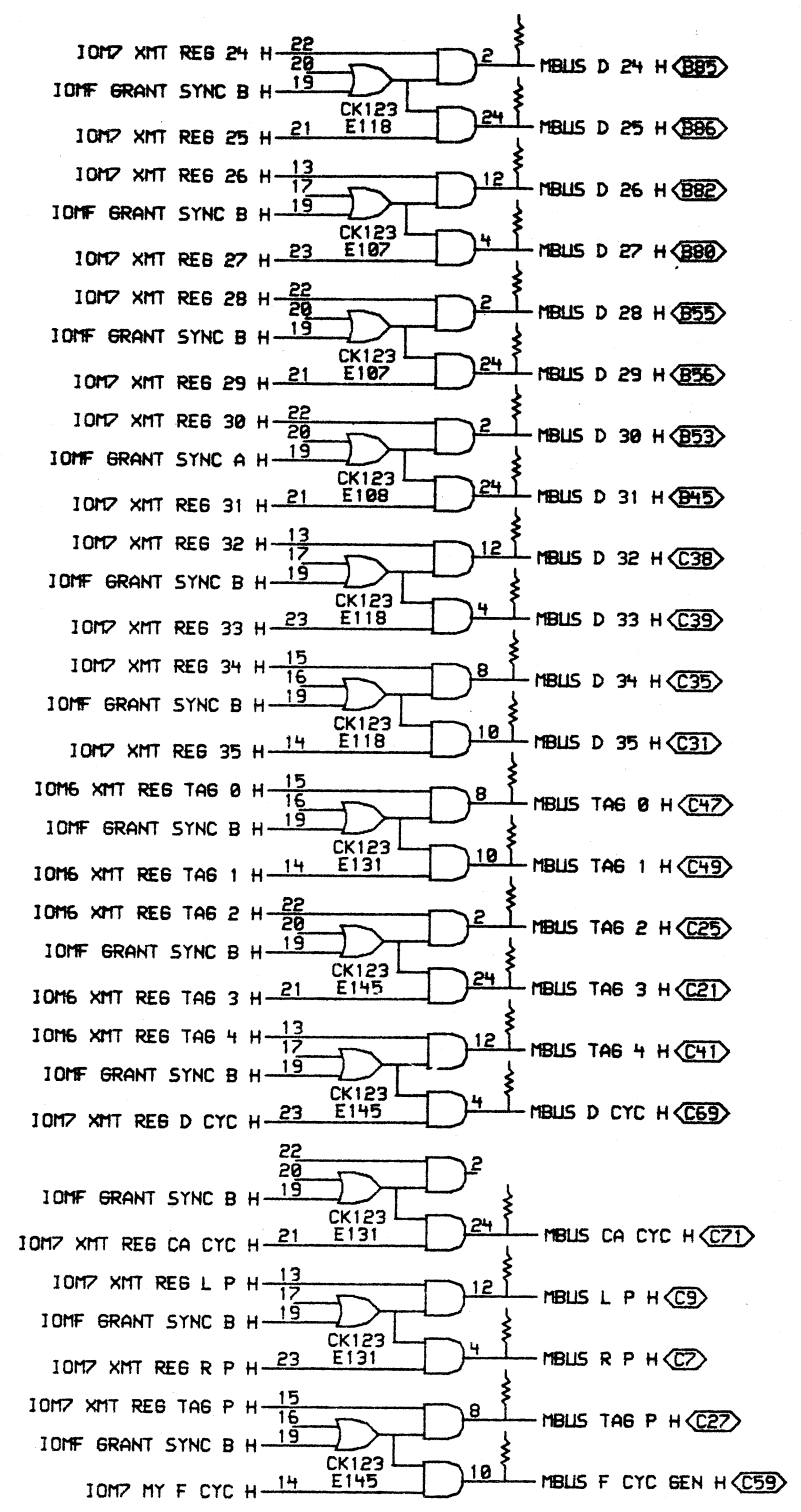 IOM7 XMT REG 24 H 22 2 MBUS D 24 H B85
20
IOMF GRANT SYNC B H 19
CK123
E118
IOM7 XMT REG 25 H 21 24 MBUS D 25 H B86
IOM7 XMT REG 26 H 13 12 MBUS D 26 H B82
17
IOMF GRANT SYNC B H 19
CK123
E107
IOM7 XMT REG 27 H 23 4 MBUS D 27 H B80
IOM7 XMT REG 28 H 22 2 MBUS D 28 H B55
20
IOMF GRANT SYNC B H 19
CK123
E107
IOM7 XMT REG 29 H 21 24 MBUS D 29 H B56
IOM7 XMT REG 30 H 22 2 MBUS D 30 H B53
20
IOMF GRANT SYNC A H 19
CK123
E108
IOM7 XMT REG 31 H 21 24 MBUS D 31 H B45
IOM7 XMT REG 32 H 13 12 MBUS D 32 H C38
17
IOMF GRANT SYNC B H 19
CK123
E118
IOM7 XMT REG 33 H 23 4 MBUS D 33 H C39
IOM7 XMT REG 34 H 15 8 MBUS D 34 H C35
16
IOMF GRANT SYNC B H 19
CK123
E118
IOM7 XMT REG 35 H 14 10 MBUS D 35 H C31
IOM6 XMT REG TAG 0 H 15 8 MBUS TAG 0 H C47
16
IOMF GRANT SYNC B H 19
CK123
E131
IOM6 XMT REG TAG 1 H 14 10 MBUS TAG 1 H C49
IOM6 XMT REG TAG 2 H 22 2 MBUS TAG 2 H C25
20
IOMF GRANT SYNC B H 19
CK123
E145
IOM6 XMT REG TAG 3 H 21 24 MBUS TAG 3 H C21
IOM6 XMT REG TAG 4 H 13 12 MBUS TAG 4 H C41
17
IOMF GRANT SYNC B H 19
CK123
E145
IOM7 XMT REG D CYC H 23 4 MBUS D CYC H C69
22 2
20
IOMF GRANT SYNC B H 19
CK123
E131
IOM7 XMT REG CA CYC H 21 24 MBUS CA CYC H C71
IOM7 XMT REG L P H 13 12 MBUS L P H C9
17
IOMF GRANT SYNC B H 19
CK123
E131
IOM7 XMT REG R P H 23 4 MBUS R P H C7
IOM7 XMT REG TAG P H 15 8 MBUS TAG P H C27
16
IOMF GRANT SYNC B H 19
CK123
E145
IOM7 MY F CYC H 14 10 MBUS F CYC GEN H C59